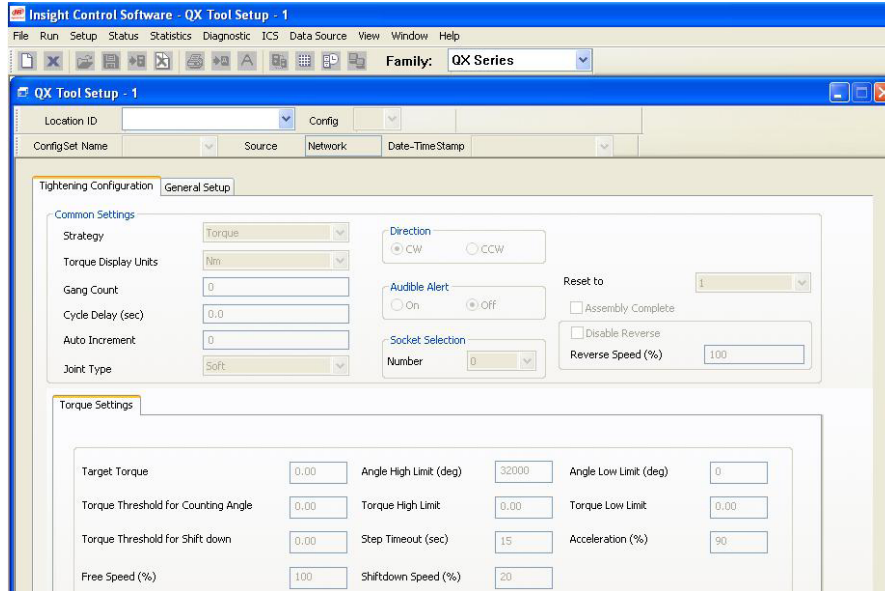 Insight Control Software - QX Tool Setup - 1
File Run Setup Status Statistics Diagnostic ICS Data Source View Window Help
Family: QX Series
QX Tool Setup - 1
Location ID Config
ConfigSet Name Source Network Date-TimeStamp
Tightening Configuration General Setup
Common Settings
Strategy Torque
Torque Display Units Nm
Gang Count 0
Cycle Delay (sec) 0.0
Auto Increment 0
Joint Type Soft
Direction
CW CCW
Audible Alert
On Off
Socket Selection
Number 0
Reset to 1
Assembly Complete
Disable Reverse
Reverse Speed (%) 100
Torque Settings
Target Torque 0.00 Angle High Limit (deg) 32000 Angle Low Limit (deg) 0
Torque Threshold for Counting Angle 0.00 Torque High Limit 0.00 Torque Low Limit 0.00
Torque Threshold for Shift down 0.00 Step Timeout (sec) 15 Acceleration (%) 90
Free Speed (%) 100 Shiftdown Speed (%) 20